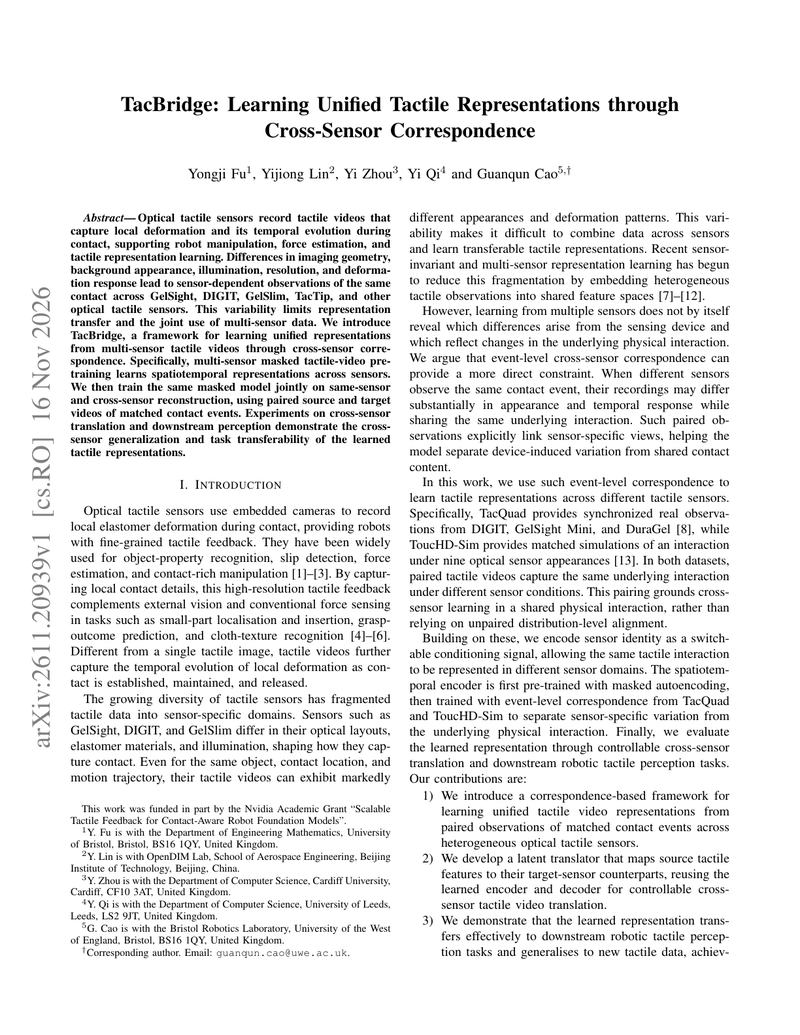 TacBridge: Learning Unified Tactile Representations through
Cross-Sensor Correspondence
Yongji Fu¹, Yijiong Lin², Yi Zhou³, Yi Qi⁴ and Guanqun Cao⁵,†
arXiv:2611.20939v1 [cs.RO] 16 Nov 2026
Abstract— Optical tactile sensors record tactile videos that
capture local deformation and its temporal evolution during
contact, supporting robot manipulation, force estimation, and
tactile representation learning. Differences in imaging geometry,
background appearance, illumination, resolution, and deforma-
tion response lead to sensor-dependent observations of the same
contact across GelSight, DIGIT, GelSlim, TacTip, and other
optical tactile sensors. This variability limits representation
transfer and the joint use of multi-sensor data. We introduce
TacBridge, a framework for learning unified representations
from multi-sensor tactile videos through cross-sensor corre-
spondence. Specifically, multi-sensor masked tactile-video pre-
training learns spatiotemporal representations across sensors.
We then train the same masked model jointly on same-sensor
and cross-sensor reconstruction, using paired source and target
videos of matched contact events. Experiments on cross-sensor
translation and downstream perception demonstrate the cross-
sensor generalization and task transferability of the learned
tactile representations.
I. INTRODUCTION
Optical tactile sensors use embedded cameras to record
local elastomer deformation during contact, providing robots
with fine-grained tactile feedback. They have been widely
used for object-property recognition, slip detection, force
estimation, and contact-rich manipulation [1]–[3]. By captur-
ing local contact details, this high-resolution tactile feedback
complements external vision and conventional force sensing
in tasks such as small-part localisation and insertion, grasp-
outcome prediction, and cloth-texture recognition [4]–[6].
Different from a single tactile image, tactile videos further
capture the temporal evolution of local deformation as con-
tact is established, maintained, and released.
The growing diversity of tactile sensors has fragmented
tactile data into sensor-specific domains. Sensors such as
GelSight, DIGIT, and GelSlim differ in their optical layouts,
elastomer materials, and illumination, shaping how they cap-
ture contact. Even for the same object, contact location, and
motion trajectory, their tactile videos can exhibit markedly
This work was funded in part by the Nvidia Academic Grant “Scalable
Tactile Feedback for Contact-Aware Robot Foundation Models”.
¹Y. Fu is with the Department of Engineering Mathematics, University
of Bristol, Bristol, BS16 1QY, United Kingdom.
²Y. Lin is with OpenDIM Lab, School of Aerospace Engineering, Beijing
Institute of Technology, Beijing, China.
³Y. Zhou is with the Department of Computer Science, Cardiff University,
Cardiff, CF10 3AT, United Kingdom.
⁴Y. Qi is with the Department of Computer Science, University of Leeds,
Leeds, LS2 9JT, United Kingdom.
⁵G. Cao is with the Bristol Robotics Laboratory, University of the West
of England, Bristol, BS16 1QY, United Kingdom.
†Corresponding author. Email: guanqun.cao@uwe.ac.uk.
different appearances and deformation patterns. This vari-
ability makes it difficult to combine data across sensors
and learn transferable tactile representations. Recent sensor-
invariant and multi-sensor representation learning has begun
to reduce this fragmentation by embedding heterogeneous
tactile observations into shared feature spaces [7]–[12].
However, learning from multiple sensors does not by itself
reveal which differences arise from the sensing device and
which reflect changes in the underlying physical interaction.
We argue that event-level cross-sensor correspondence can
provide a more direct constraint. When different sensors
observe the same contact event, their recordings may differ
substantially in appearance and temporal response while
sharing the same underlying interaction. Such paired ob-
servations explicitly link sensor-specific views, helping the
model separate device-induced variation from shared contact
content.
In this work, we use such event-level correspondence to
learn tactile representations across different tactile sensors.
Specifically, TacQuad provides synchronized real observa-
tions from DIGIT, GelSight Mini, and DuraGel [8], while
ToucHD-Sim provides matched simulations of an interaction
under nine optical sensor appearances [13]. In both datasets,
paired tactile videos capture the same underlying interaction
under different sensor conditions. This pairing grounds cross-
sensor learning in a shared physical interaction, rather than
relying on unpaired distribution-level alignment.
Building on these, we encode sensor identity as a switch-
able conditioning signal, allowing the same tactile interaction
to be represented in different sensor domains. The spatiotem-
poral encoder is first pre-trained with masked autoencoding,
then trained with event-level correspondence from TacQuad
and ToucHD-Sim to separate sensor-specific variation from
the underlying physical interaction. Finally, we evaluate
the learned representation through controllable cross-sensor
translation and downstream robotic tactile perception tasks.
Our contributions are:
1) We introduce a correspondence-based framework for
learning unified tactile video representations from
paired observations of matched contact events across
heterogeneous optical tactile sensors.
2) We develop a latent translator that maps source tactile
features to their target-sensor counterparts, reusing the
learned encoder and decoder for controllable cross-
sensor tactile video translation.
3) We demonstrate that the learned representation trans-
fers effectively to downstream robotic tactile percep-
tion tasks and generalises to new tactile data, achiev-